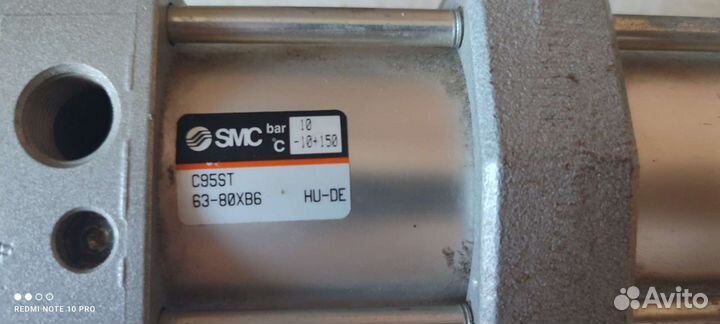 SMC bar 10
°C -10+150
C95ST
63-80XB6 HU-DE
REDMI NOTE 10 PRO
Avito